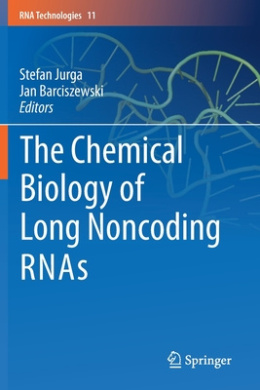 RNA Technologies 11
Stefan Jurga
Jan Barciszewski
Editors
The Chemical
Biology of
Long Noncoding
RNAs
Springer